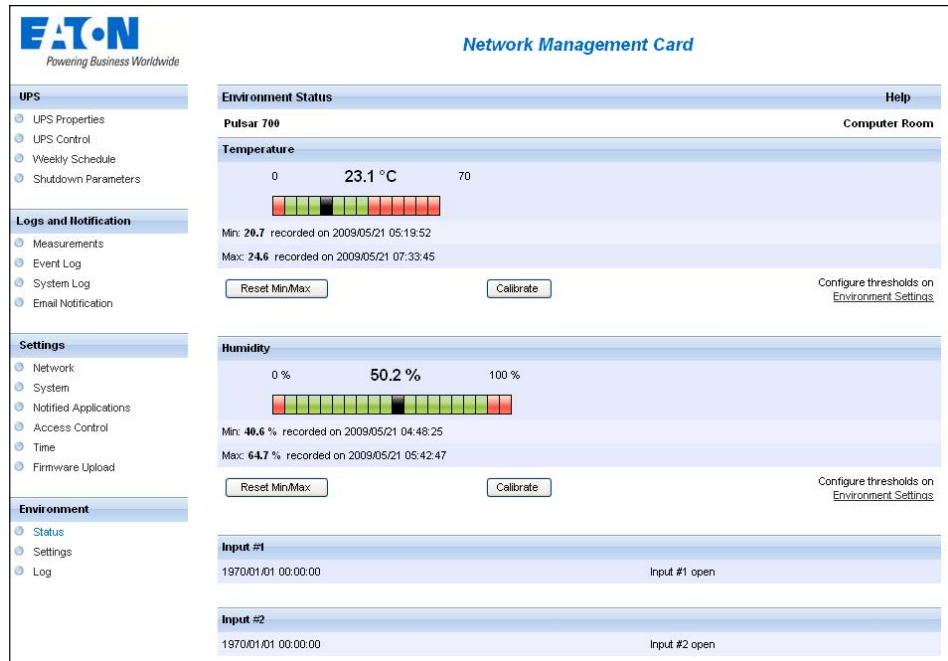 EATON
Powering Business Worldwide
Network Management Card
UPS
UPS Properties
UPS Control
Weekly Schedule
Shutdown Parameters
Logs and Notification
Measurements
Event Log
System Log
Email Notification
Settings
Network
System
Notified Applications
Access Control
Time
Firmware Upload
Environment
Status
Settings
Log
Environment Status Help
Pulsar 700 Computer Room
Temperature
0 23.1 °C 70
Min: 20.7 recorded on 2009/05/21 05:19:52
Max: 24.6 recorded on 2009/05/21 07:33:45
Reset Min/Max Calibrate Configure thresholds on
Environment Settings
Humidity
0 % 50.2 % 100 %
Min: 40.6 % recorded on 2009/05/21 04:48:25
Max: 64.7 % recorded on 2009/05/21 05:42:47
Reset Min/Max Calibrate Configure thresholds on
Environment Settings
Input #1
1970/01/01 00:00:00 Input #1 open
Input #2
1970/01/01 00:00:00 Input #2 open